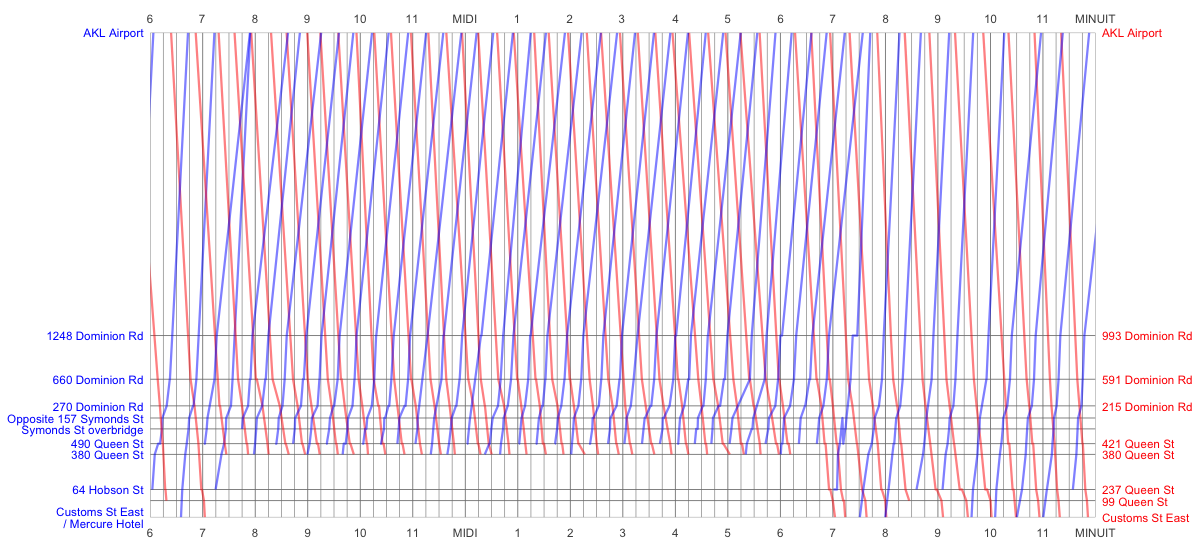 6 7 8 9 10 11 MIDI 1 2 3 4 5 6 7 8 9 10 11 MINUIT
AKL Airport AKL Airport
1248 Dominion Rd 993 Dominion Rd
660 Dominion Rd 591 Dominion Rd
270 Dominion Rd 215 Dominion Rd
Opposite 157 Symonds St
Symonds St overbridge
490 Queen St 421 Queen St
380 Queen St 380 Queen St
64 Hobson St 237 Queen St
99 Queen St
Customs St East Customs St East
/ Mercure Hotel
6 7 8 9 10 11 MIDI 1 2 3 4 5 6 7 8 9 10 11 MINUIT